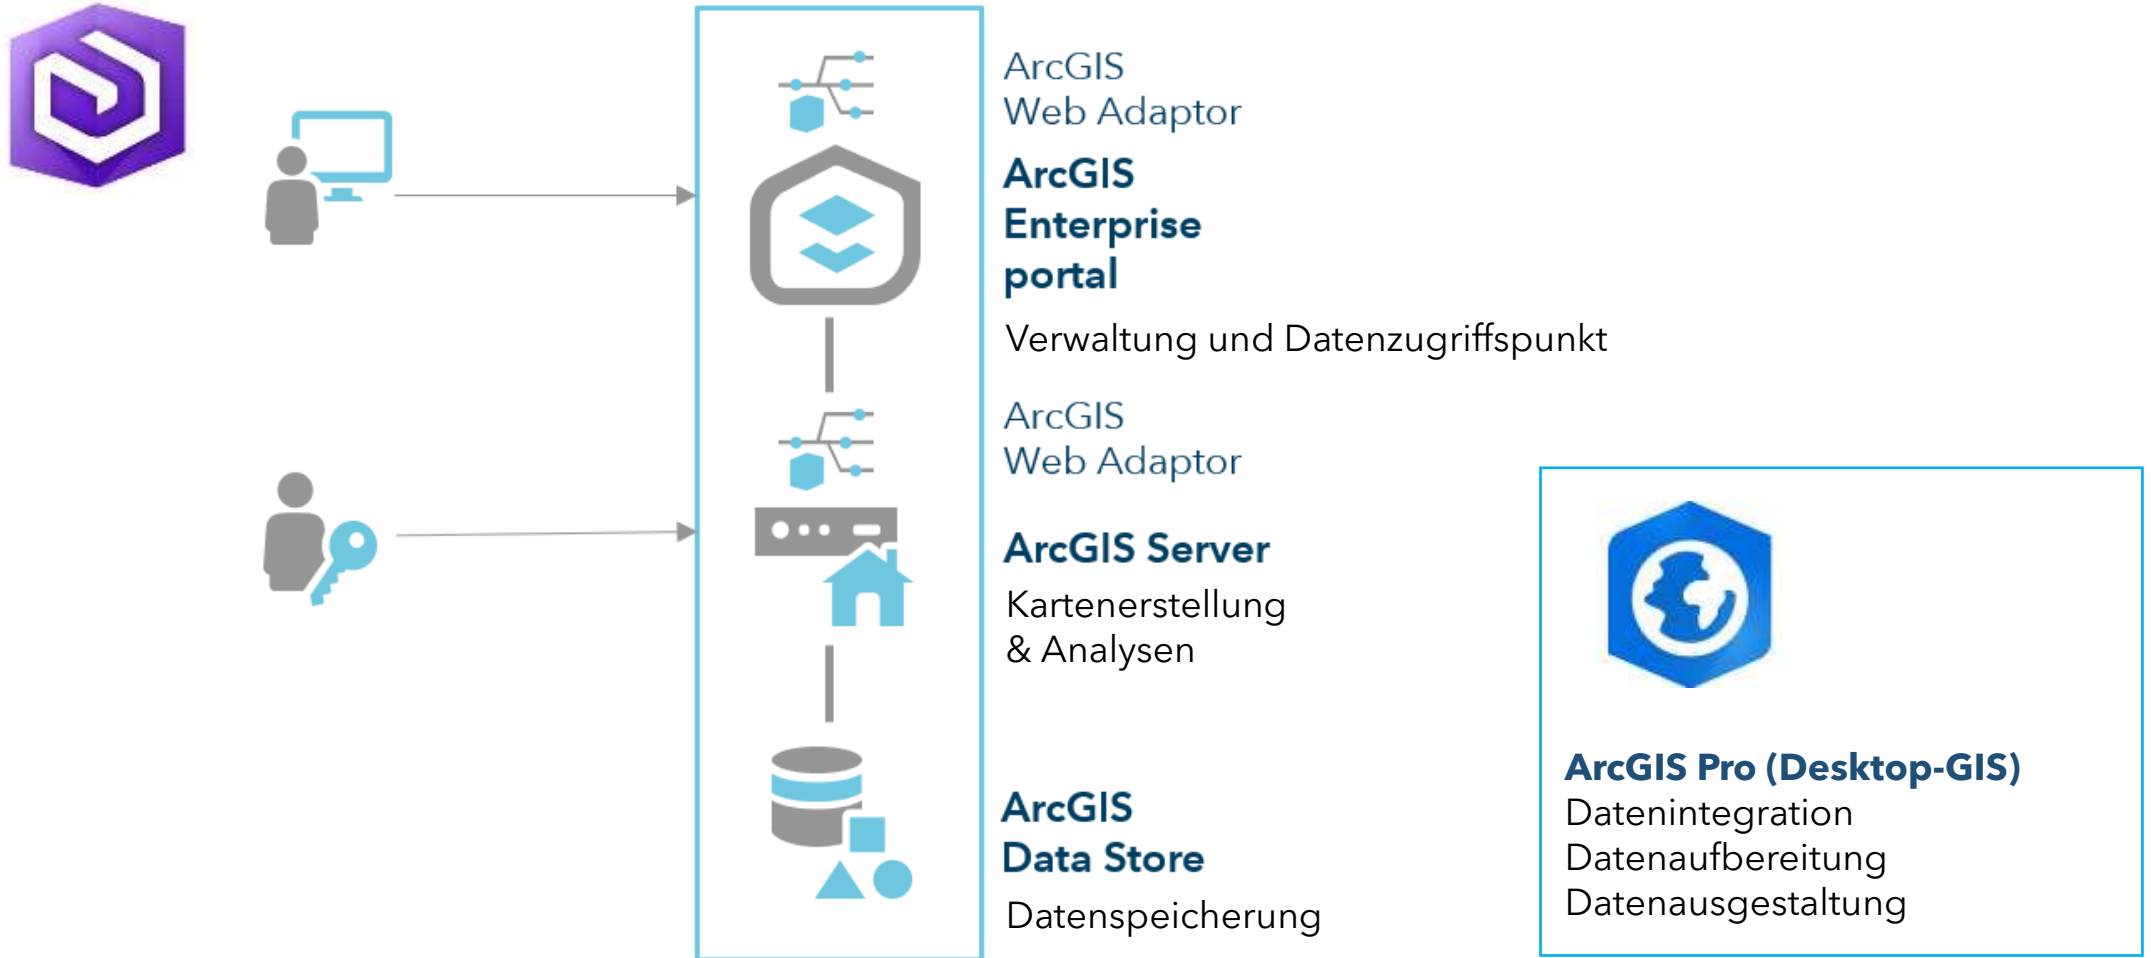 ArcGIS
Web Adaptor
ArcGIS
Enterprise
portal
Verwaltung und Datenzugriffspunkt
ArcGIS
Web Adaptor
ArcGIS Server
Kartenerstellung
& Analysen
ArcGIS
Data Store
Datenspeicherung
ArcGIS Pro (Desktop-GIS)
Datenintegration
Datenaufbereitung
Datenausgestaltung